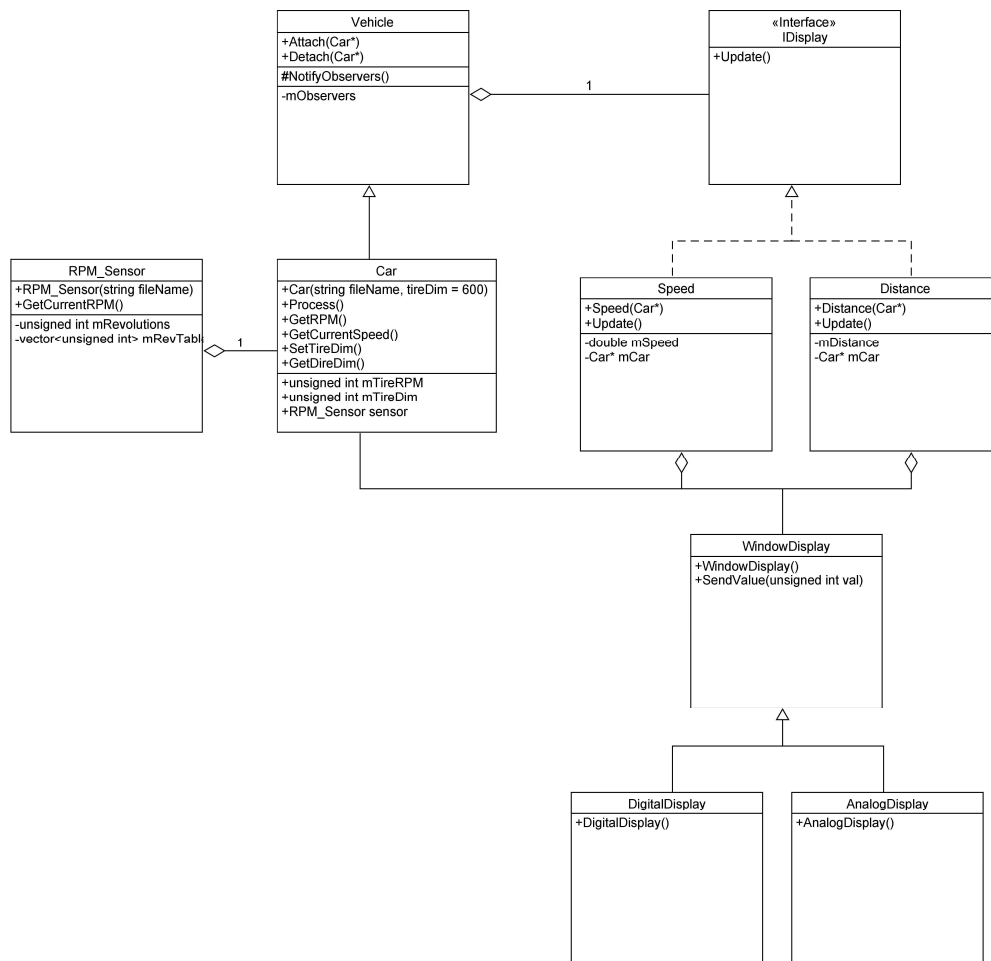 Vehicle
+Attach(Car*)
+Detach(Car*)
#NotifyObservers()
-mObservers
1
«Interface»
IDisplay
+Update()
RPM_Sensor
+RPM_Sensor(string fileName)
+GetCurrentRPM()
-unsigned int mRevolutions
-vector<unsigned int> mRevTabl
1
Car
+Car(string fileName, tireDim = 600)
+Process()
+GetRPM()
+GetCurrentSpeed()
+SetTireDim()
+GetDireDim()
+unsigned int mTireRPM
+unsigned int mTireDim
+RPM_Sensor sensor
Speed
+Speed(Car*)
+Update()
-double mSpeed
-Car* mCar
Distance
+Distance(Car*)
+Update()
-mDistance
-Car* mCar
WindowDisplay
+WindowDisplay()
+SendValue(unsigned int val)
DigitalDisplay
+DigitalDisplay()
AnalogDisplay
+AnalogDisplay()